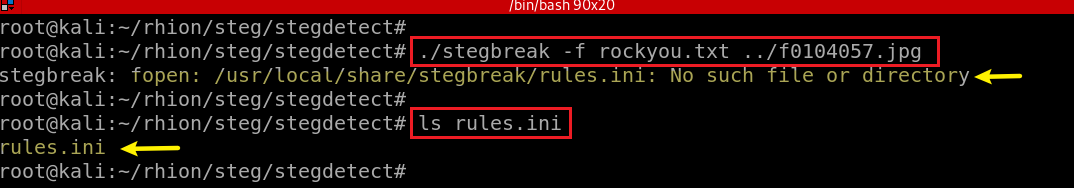 /bin/bash 90x20
root@kali:~/rhion/steg/stegdetect#
root@kali:~/rhion/steg/stegdetect# ./stegbreak -f rockyou.txt ../f0104057.jpg
stegbreak: fopen: /usr/local/share/stegbreak/rules.ini: No such file or directory
root@kali:~/rhion/steg/stegdetect#
root@kali:~/rhion/steg/stegdetect# ls rules.ini
rules.ini
root@kali:~/rhion/steg/stegdetect#